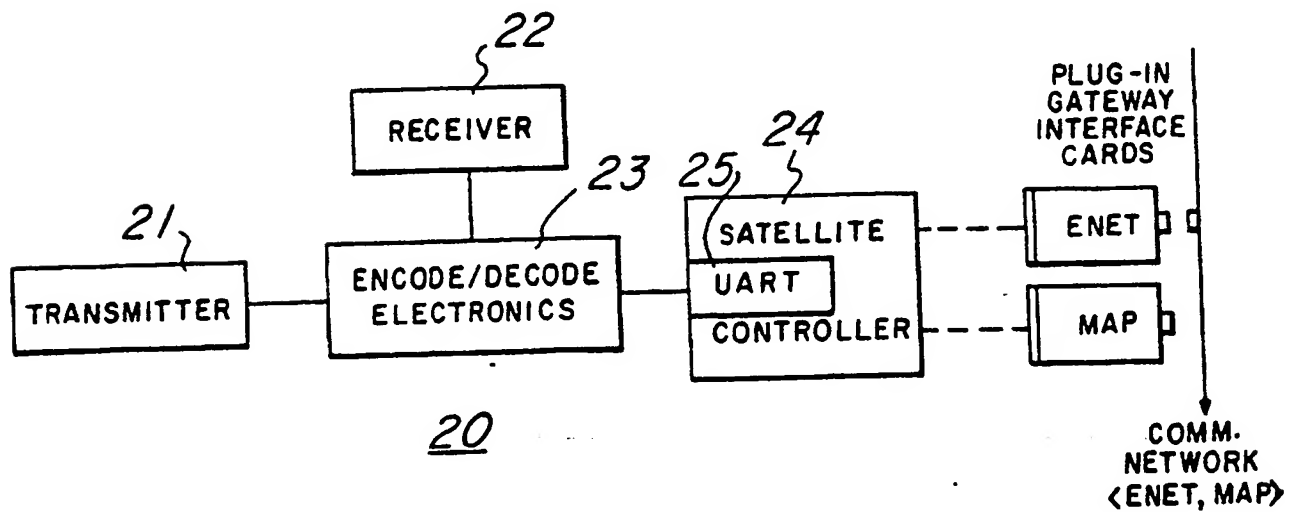 22
RECEIVER
PLUG-IN
GATEWAY
INTERFACE
CARDS
24
25
23
21
SATELLITE
ENET
ENCODE/DECODE
ELECTRONICS
UART
TRANSMITTER
CONTROLLER
MAP
20
COMM.
NETWORK
<ENET, MAP>